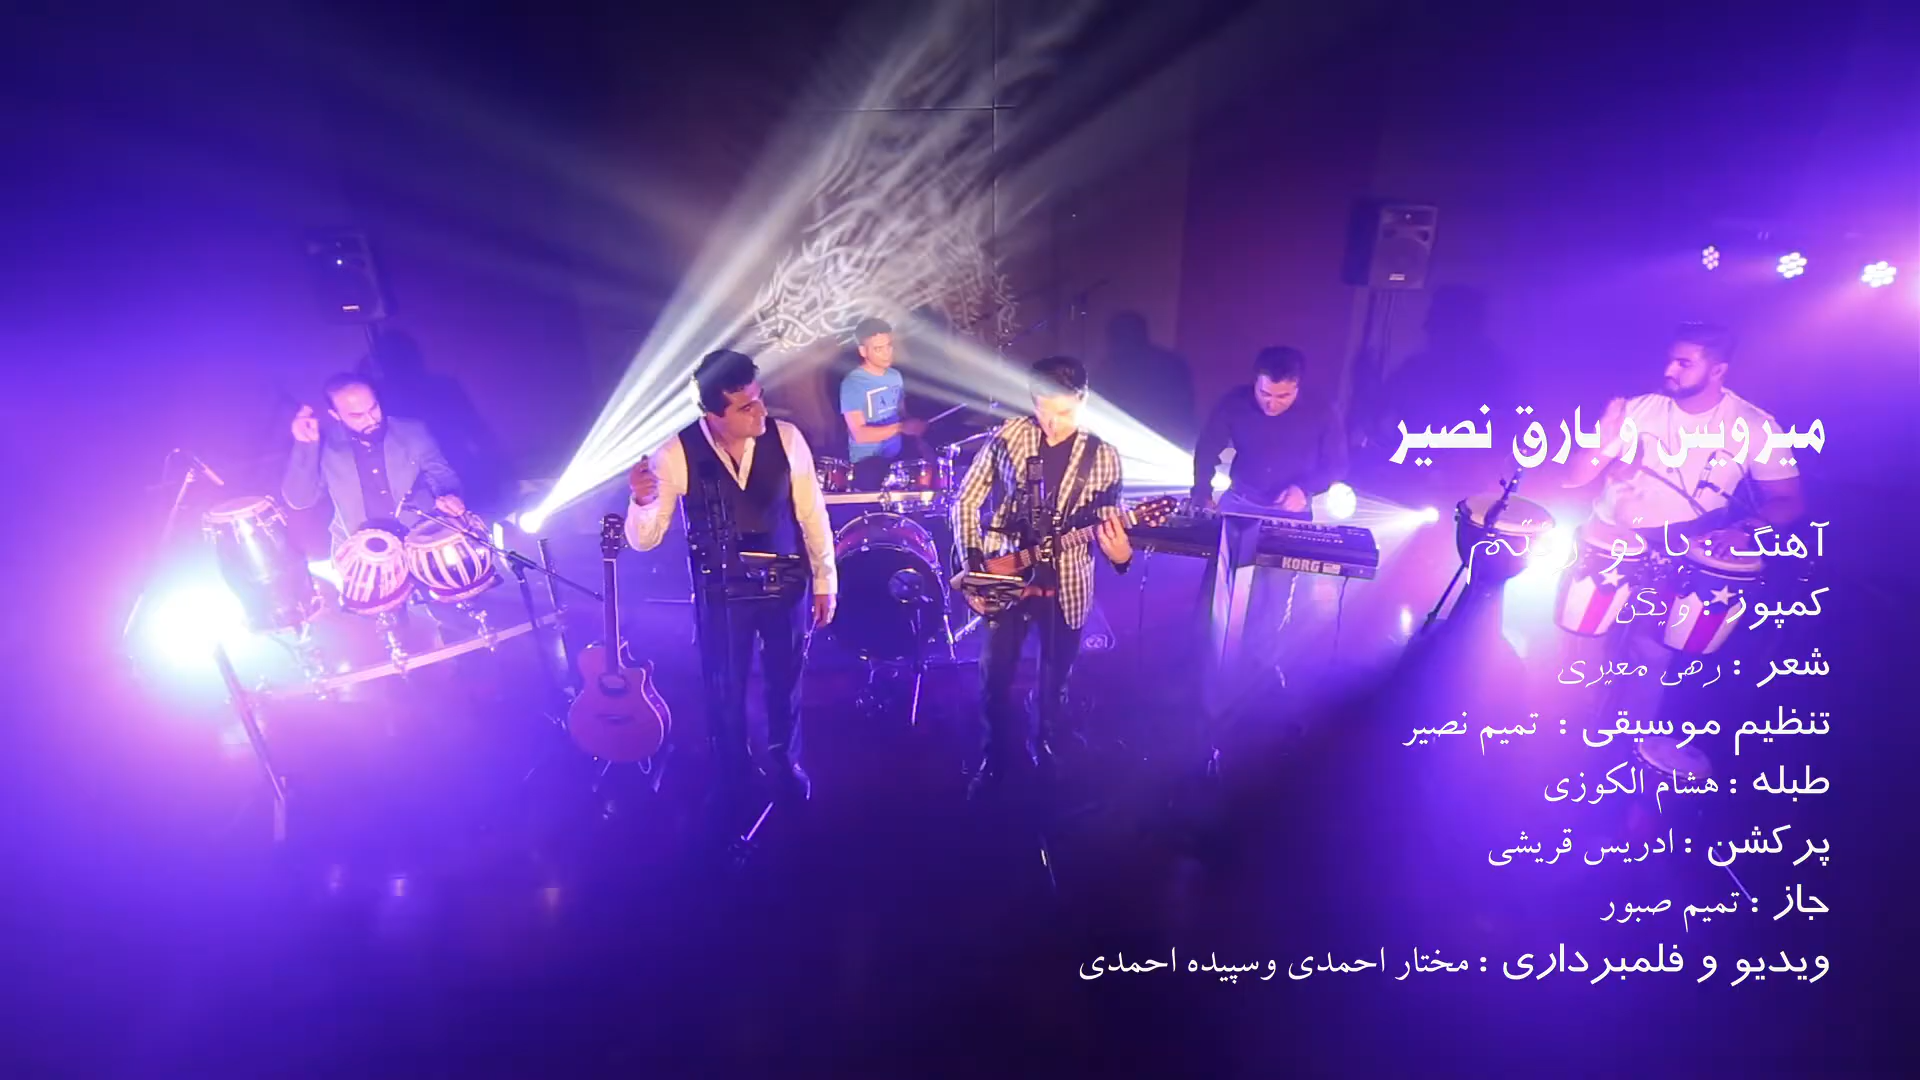 میرویس و بارق نصیر
آهنگ : با تو رفتم
کمپوز : ویگن
شعر : رهی معیری
تنظیم موسیقی : تمیم نصیر
طبله : هشام الکوزی
پرکشن : ادریس قریشی
جاز : تمیم صبور
ویدیو و فلمبرداری : مختار احمدی وسپیده احمدی
KORG